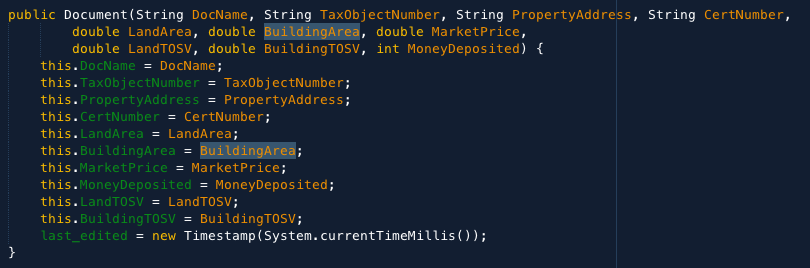 public Document(String DocName, String TaxObjectNumber, String PropertyAddress, String CertNumber,
double LandArea, double BuildingArea, double MarketPrice,
double LandTOSV, double BuildingTOSV, int MoneyDeposited) {
this.DocName = DocName;
this.TaxObjectNumber = TaxObjectNumber;
this.PropertyAddress = PropertyAddress;
this.CertNumber = CertNumber;
this.LandArea = LandArea;
this.BuildingArea = BuildingArea;
this.MarketPrice = MarketPrice;
this.MoneyDeposited = MoneyDeposited;
this.LandTOSV = LandTOSV;
this.BuildingTOSV = BuildingTOSV;
last_edited = new Timestamp(System.currentTimeMillis());
}